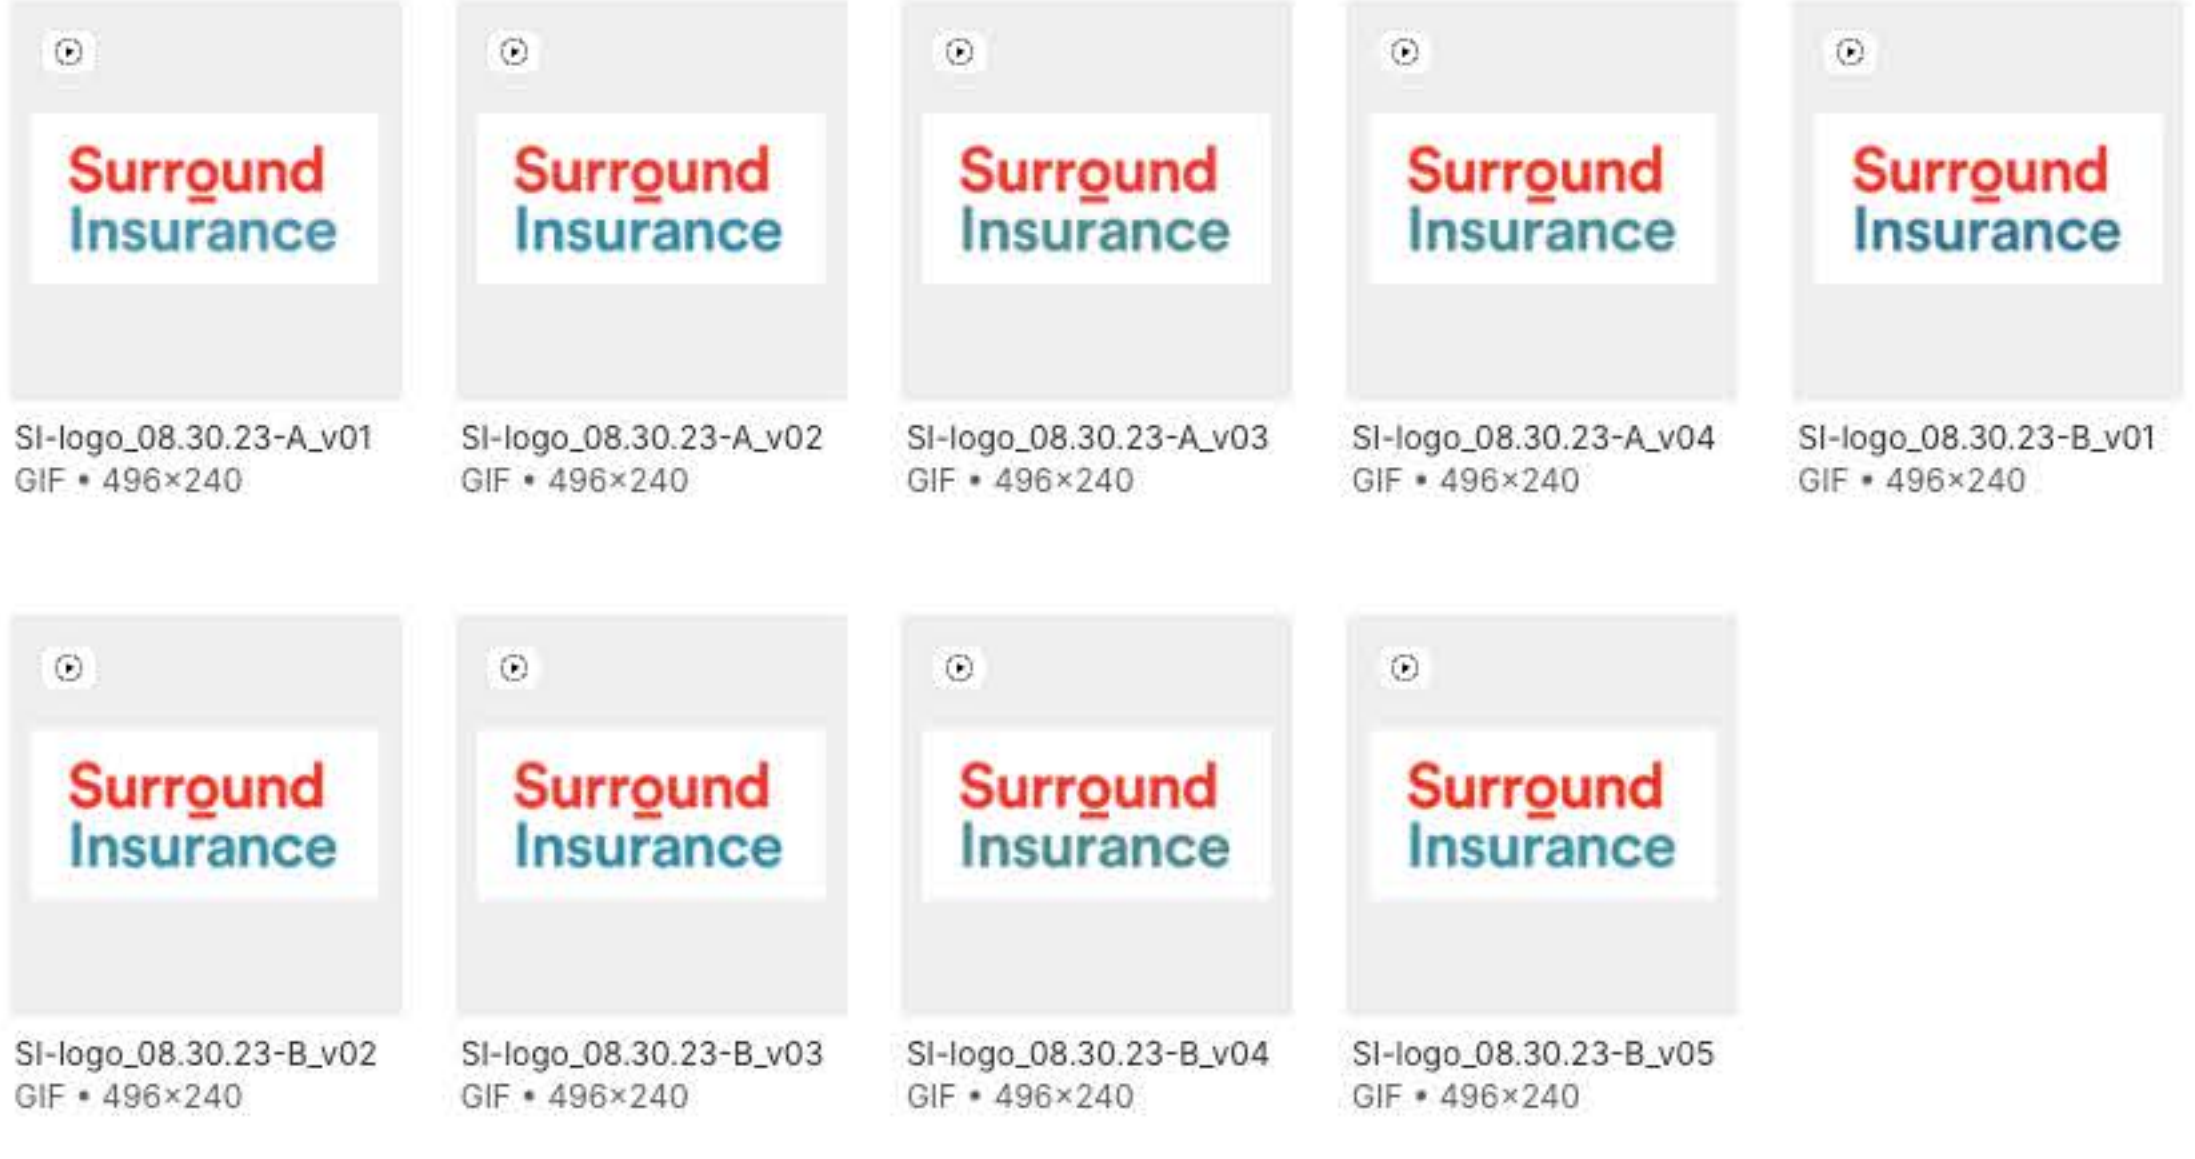 Surround
Insurance
SI-logo_08.30.23-A_v01
GIF • 496×240
Surround
Insurance
SI-logo_08.30.23-A_v02
GIF • 496×240
Surround
Insurance
SI-logo_08.30.23-A_v03
GIF • 496×240
Surround
Insurance
SI-logo_08.30.23-A_v04
GIF • 496×240
Surround
Insurance
SI-logo_08.30.23-B_v01
GIF • 496×240
Surround
Insurance
SI-logo_08.30.23-B_v02
GIF • 496×240
Surround
Insurance
SI-logo_08.30.23-B_v03
GIF • 496×240
Surround
Insurance
SI-logo_08.30.23-B_v04
GIF • 496×240
Surround
Insurance
SI-logo_08.30.23-B_v05
GIF • 496×240